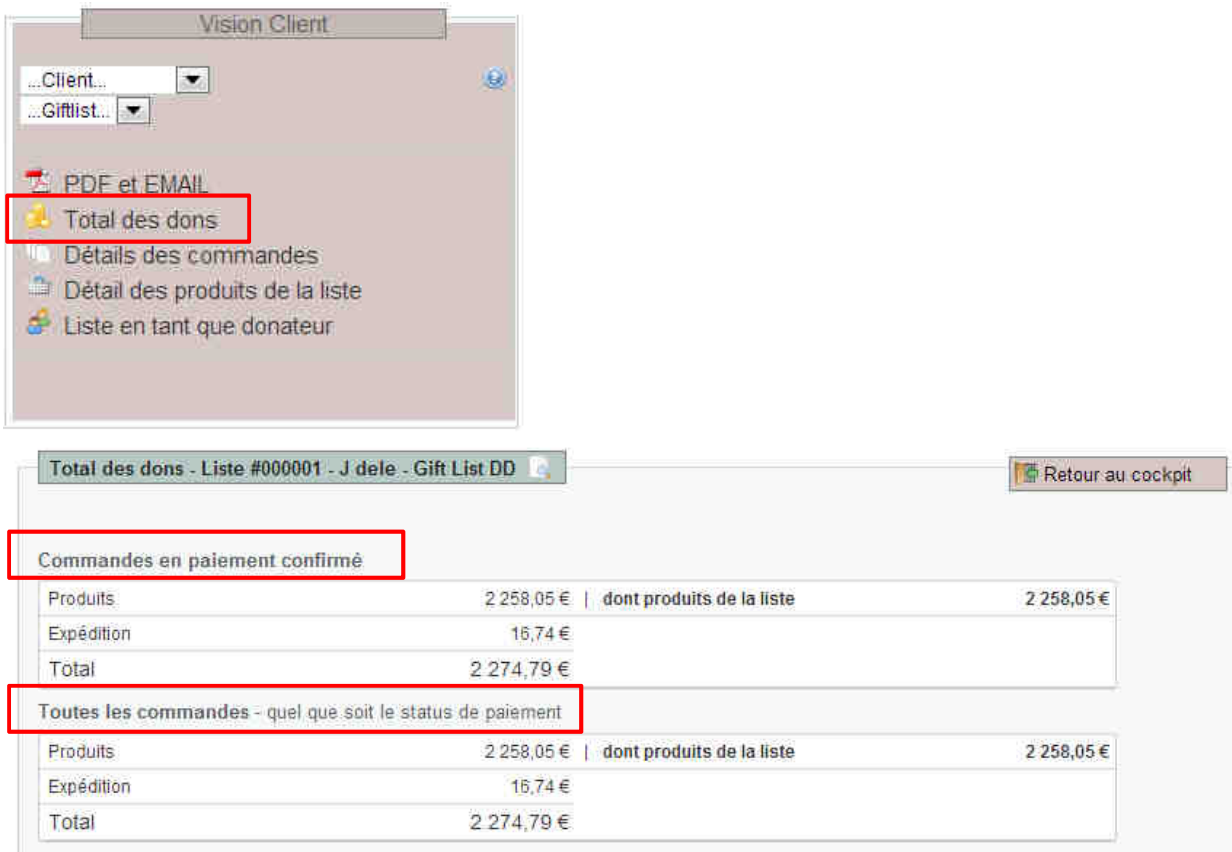 Vision Client
...Client...
...Giftlist...
PDF et EMAIL
Total des dons
Détails des commandes
Détail des produits de la liste
Liste en tant que donateur
Total des dons - Liste #000001 - J dele - Gift List DD
Retour au cockpit
Commandes en paiement confirmé
Produits 2 258,05 € | dont produits de la liste 2 258,05 €
Expédition 16,74 €
Total 2 274,79 €
Toutes les commandes - quel que soit le status de paiement
Produits 2 258,05 € | dont produits de la liste 2 258,05 €
Expédition 16,74 €
Total 2 274,79 €